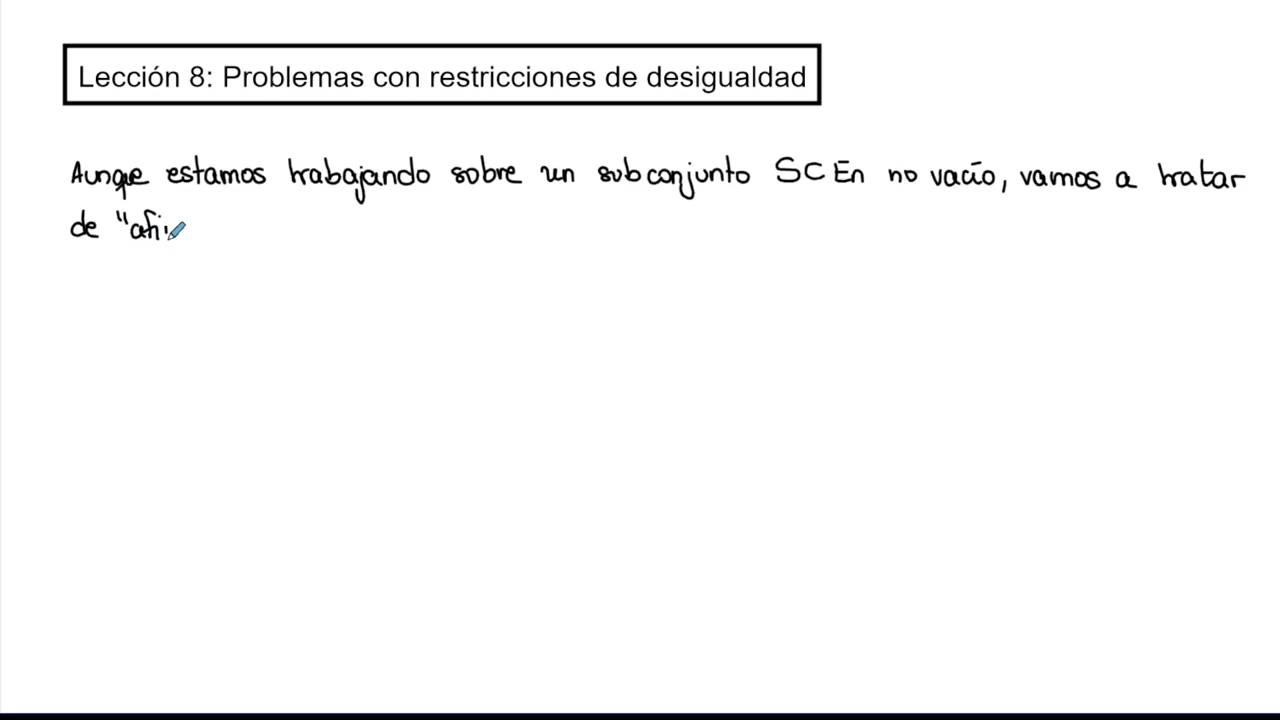 Lección 8: Problemas con restricciones de desigualdad
Aunque estamos trabajando sobre un subconjunto S⊂En no vacío, vamos a tratar
de "afi